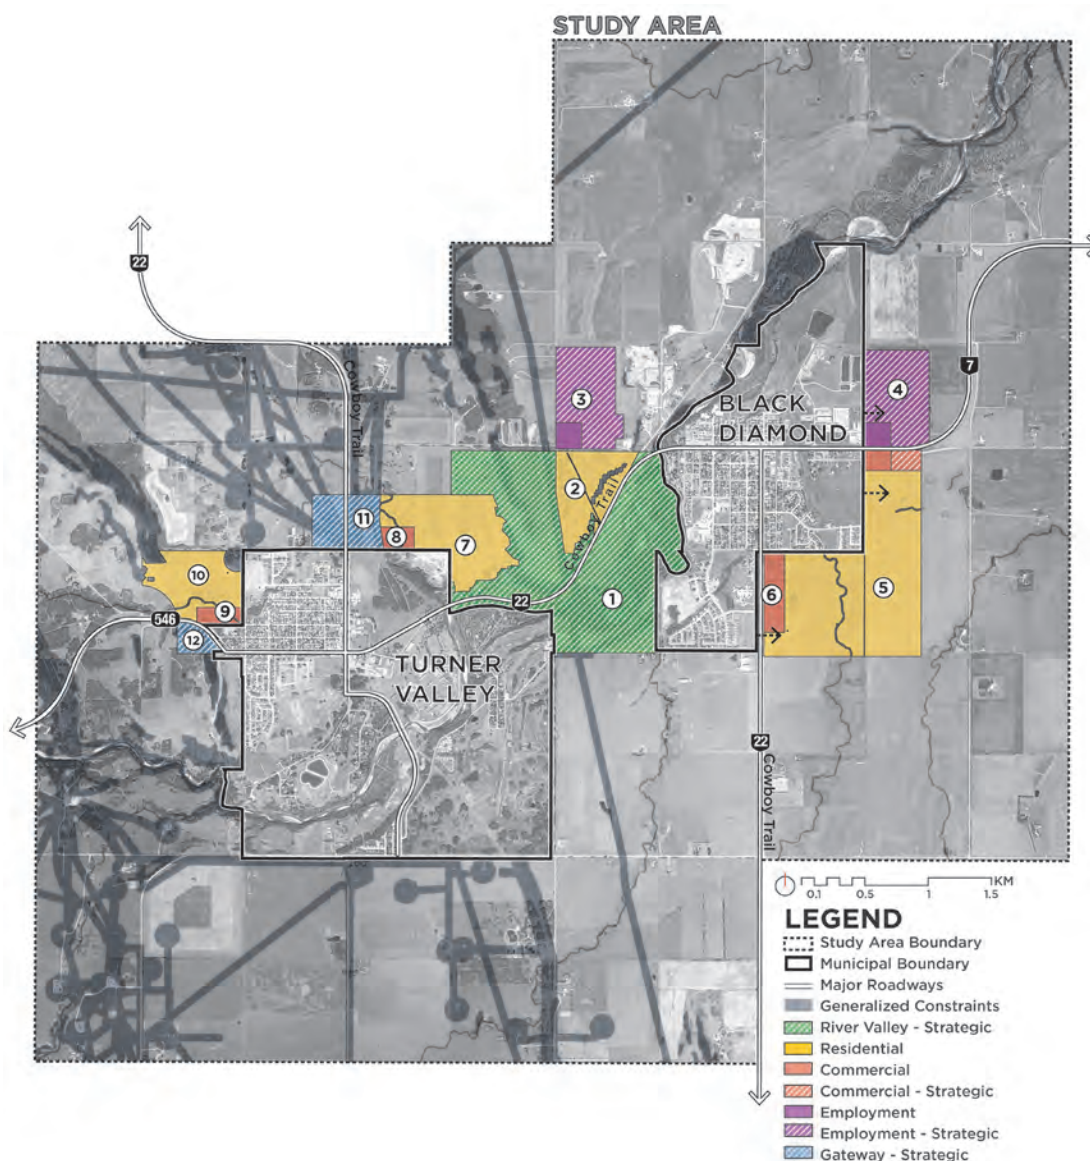 STUDY AREA
22
Cowboy Trail
7
3
4
BLACK
DIAMOND
2
Cowboy Trail
11
8
7
10
9
1
5
6
546
12
22
TURNER
VALLEY
22
Cowboy Trail
0.1 0.5 1 1.5
1KM
LEGEND
Study Area Boundary
Municipal Boundary
Major Roadways
Generalized Constraints
River Valley - Strategic
Residential
Commercial
Commercial - Strategic
Employment
Employment - Strategic
Gateway - Strategic